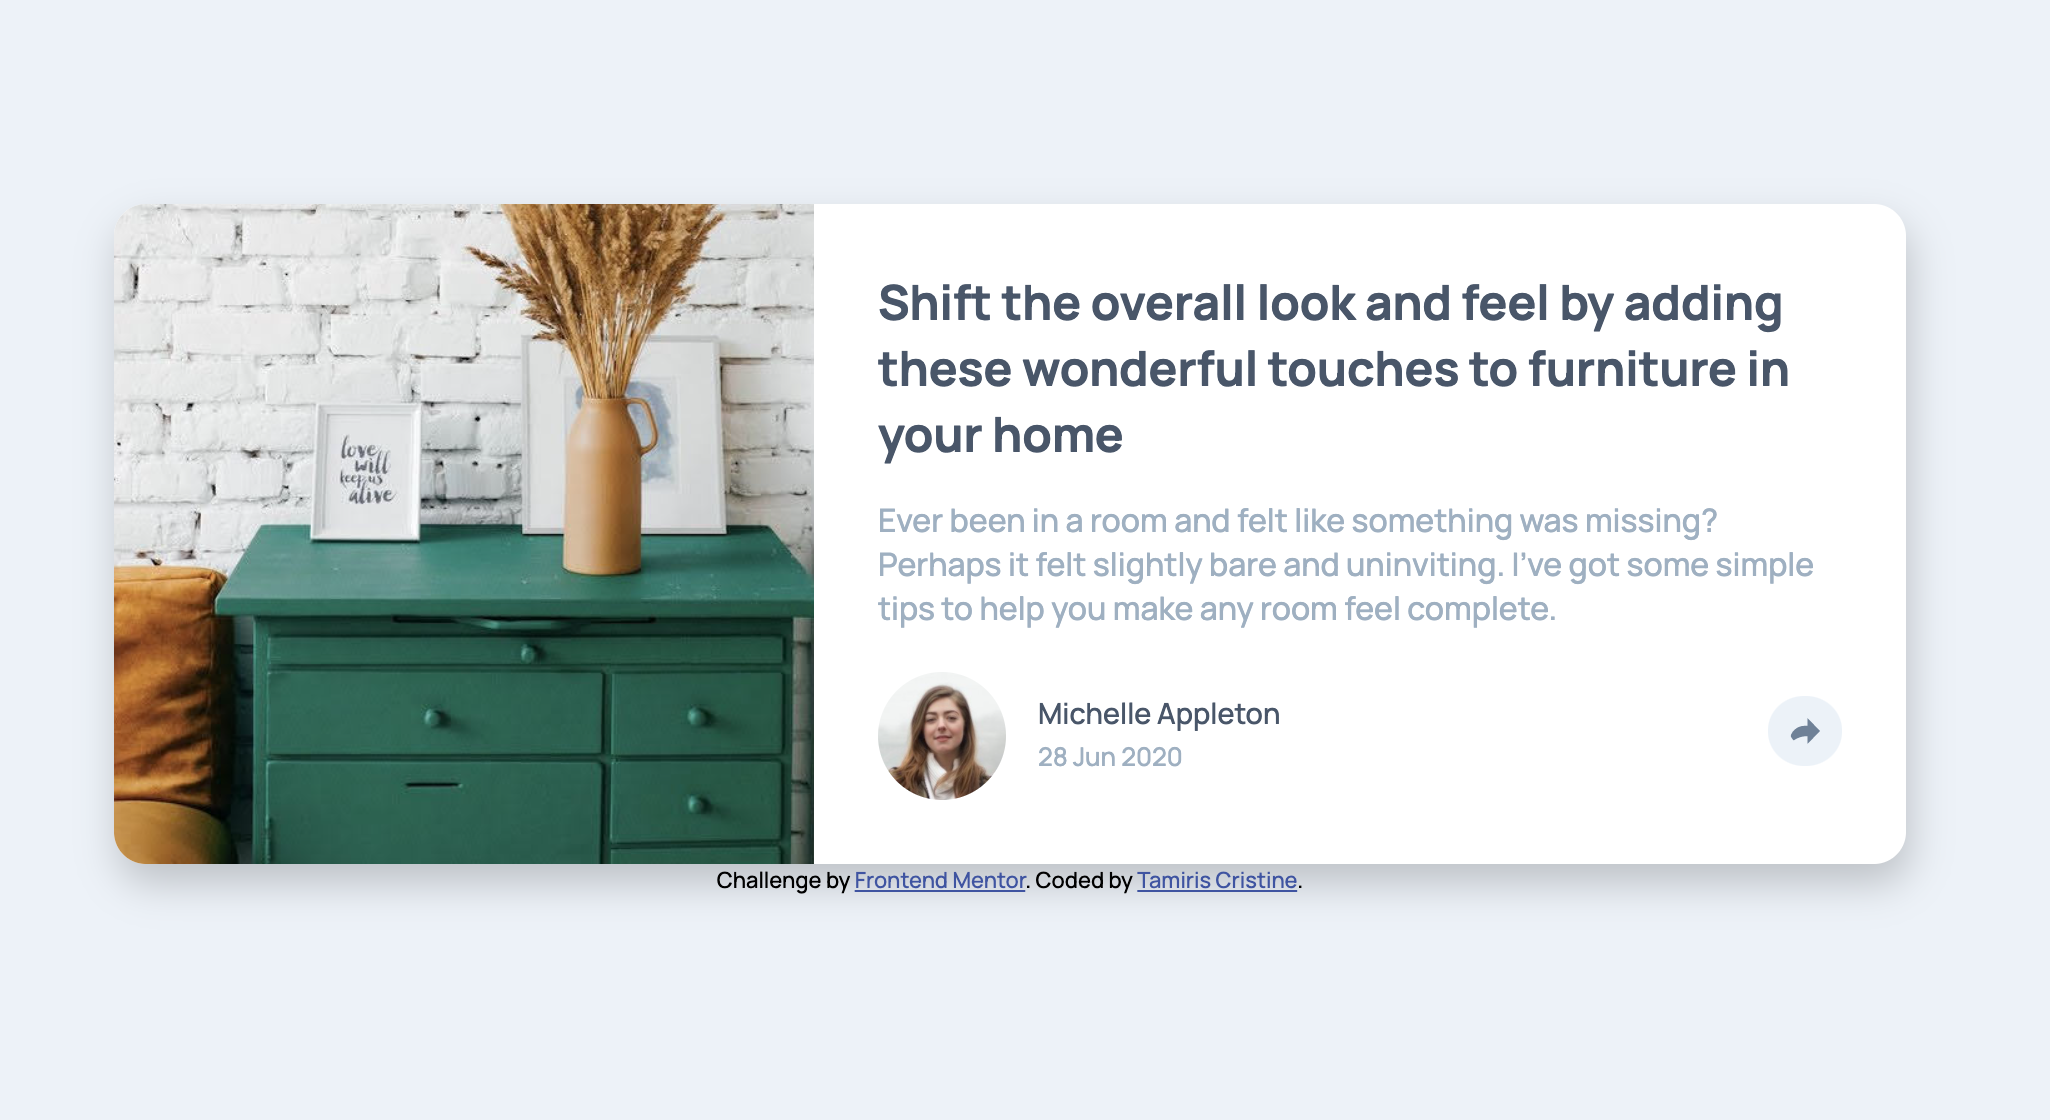 love
will
keep us
alive
Shift the overall look and feel by adding
these wonderful touches to furniture in
your home
Ever been in a room and felt like something was missing?
Perhaps it felt slightly bare and uninviting. I’ve got some simple
tips to help you make any room feel complete.
Michelle Appleton
28 Jun 2020
Challenge by Frontend Mentor. Coded by Tamiris Cristine.